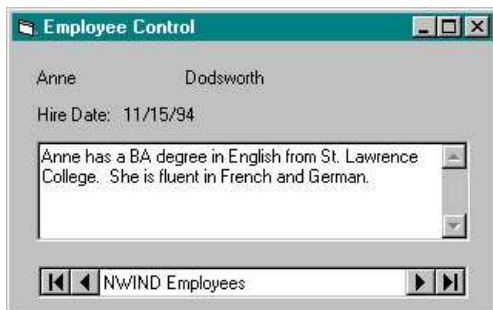 Employee Control
Anne Dodsworth
Hire Date: 11/15/94
Anne has a BA degree in English from St. Lawrence
College. She is fluent in French and German.
NWIND Employees